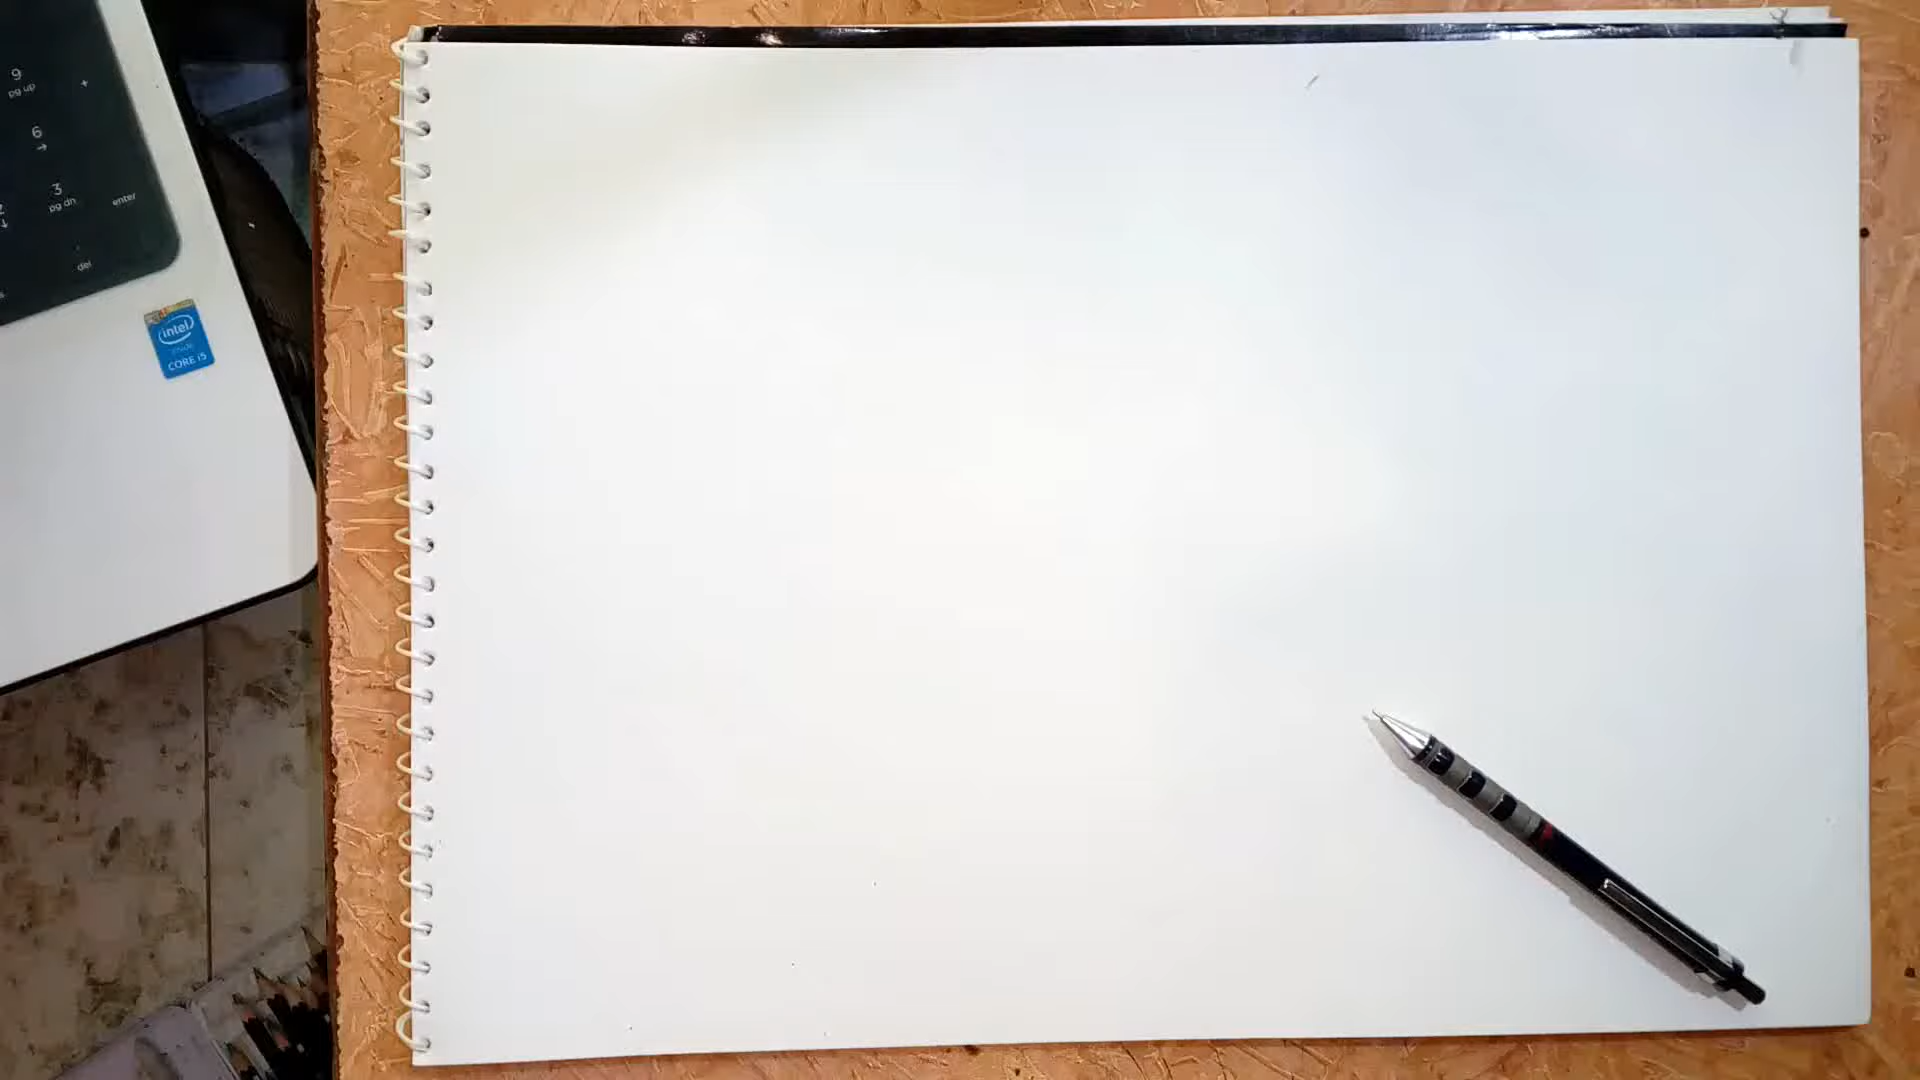 9
pg up
+
6
→
3
pg dn
enter
del
intel
inside
CORE i5